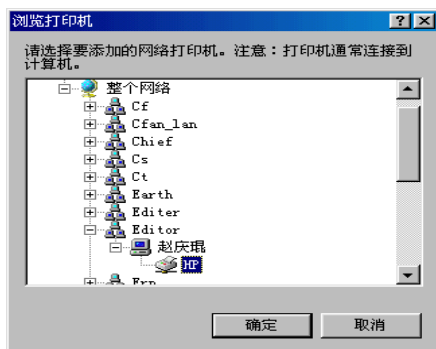 浏览打印机
请选择要添加的网络打印机。注意：打印机通常连接到
计算机。
整个网络
Cf
Cfan_lan
Chief
Cs
Ct
Earth
Editer
Editor
赵庆琨
HP
确定
取消